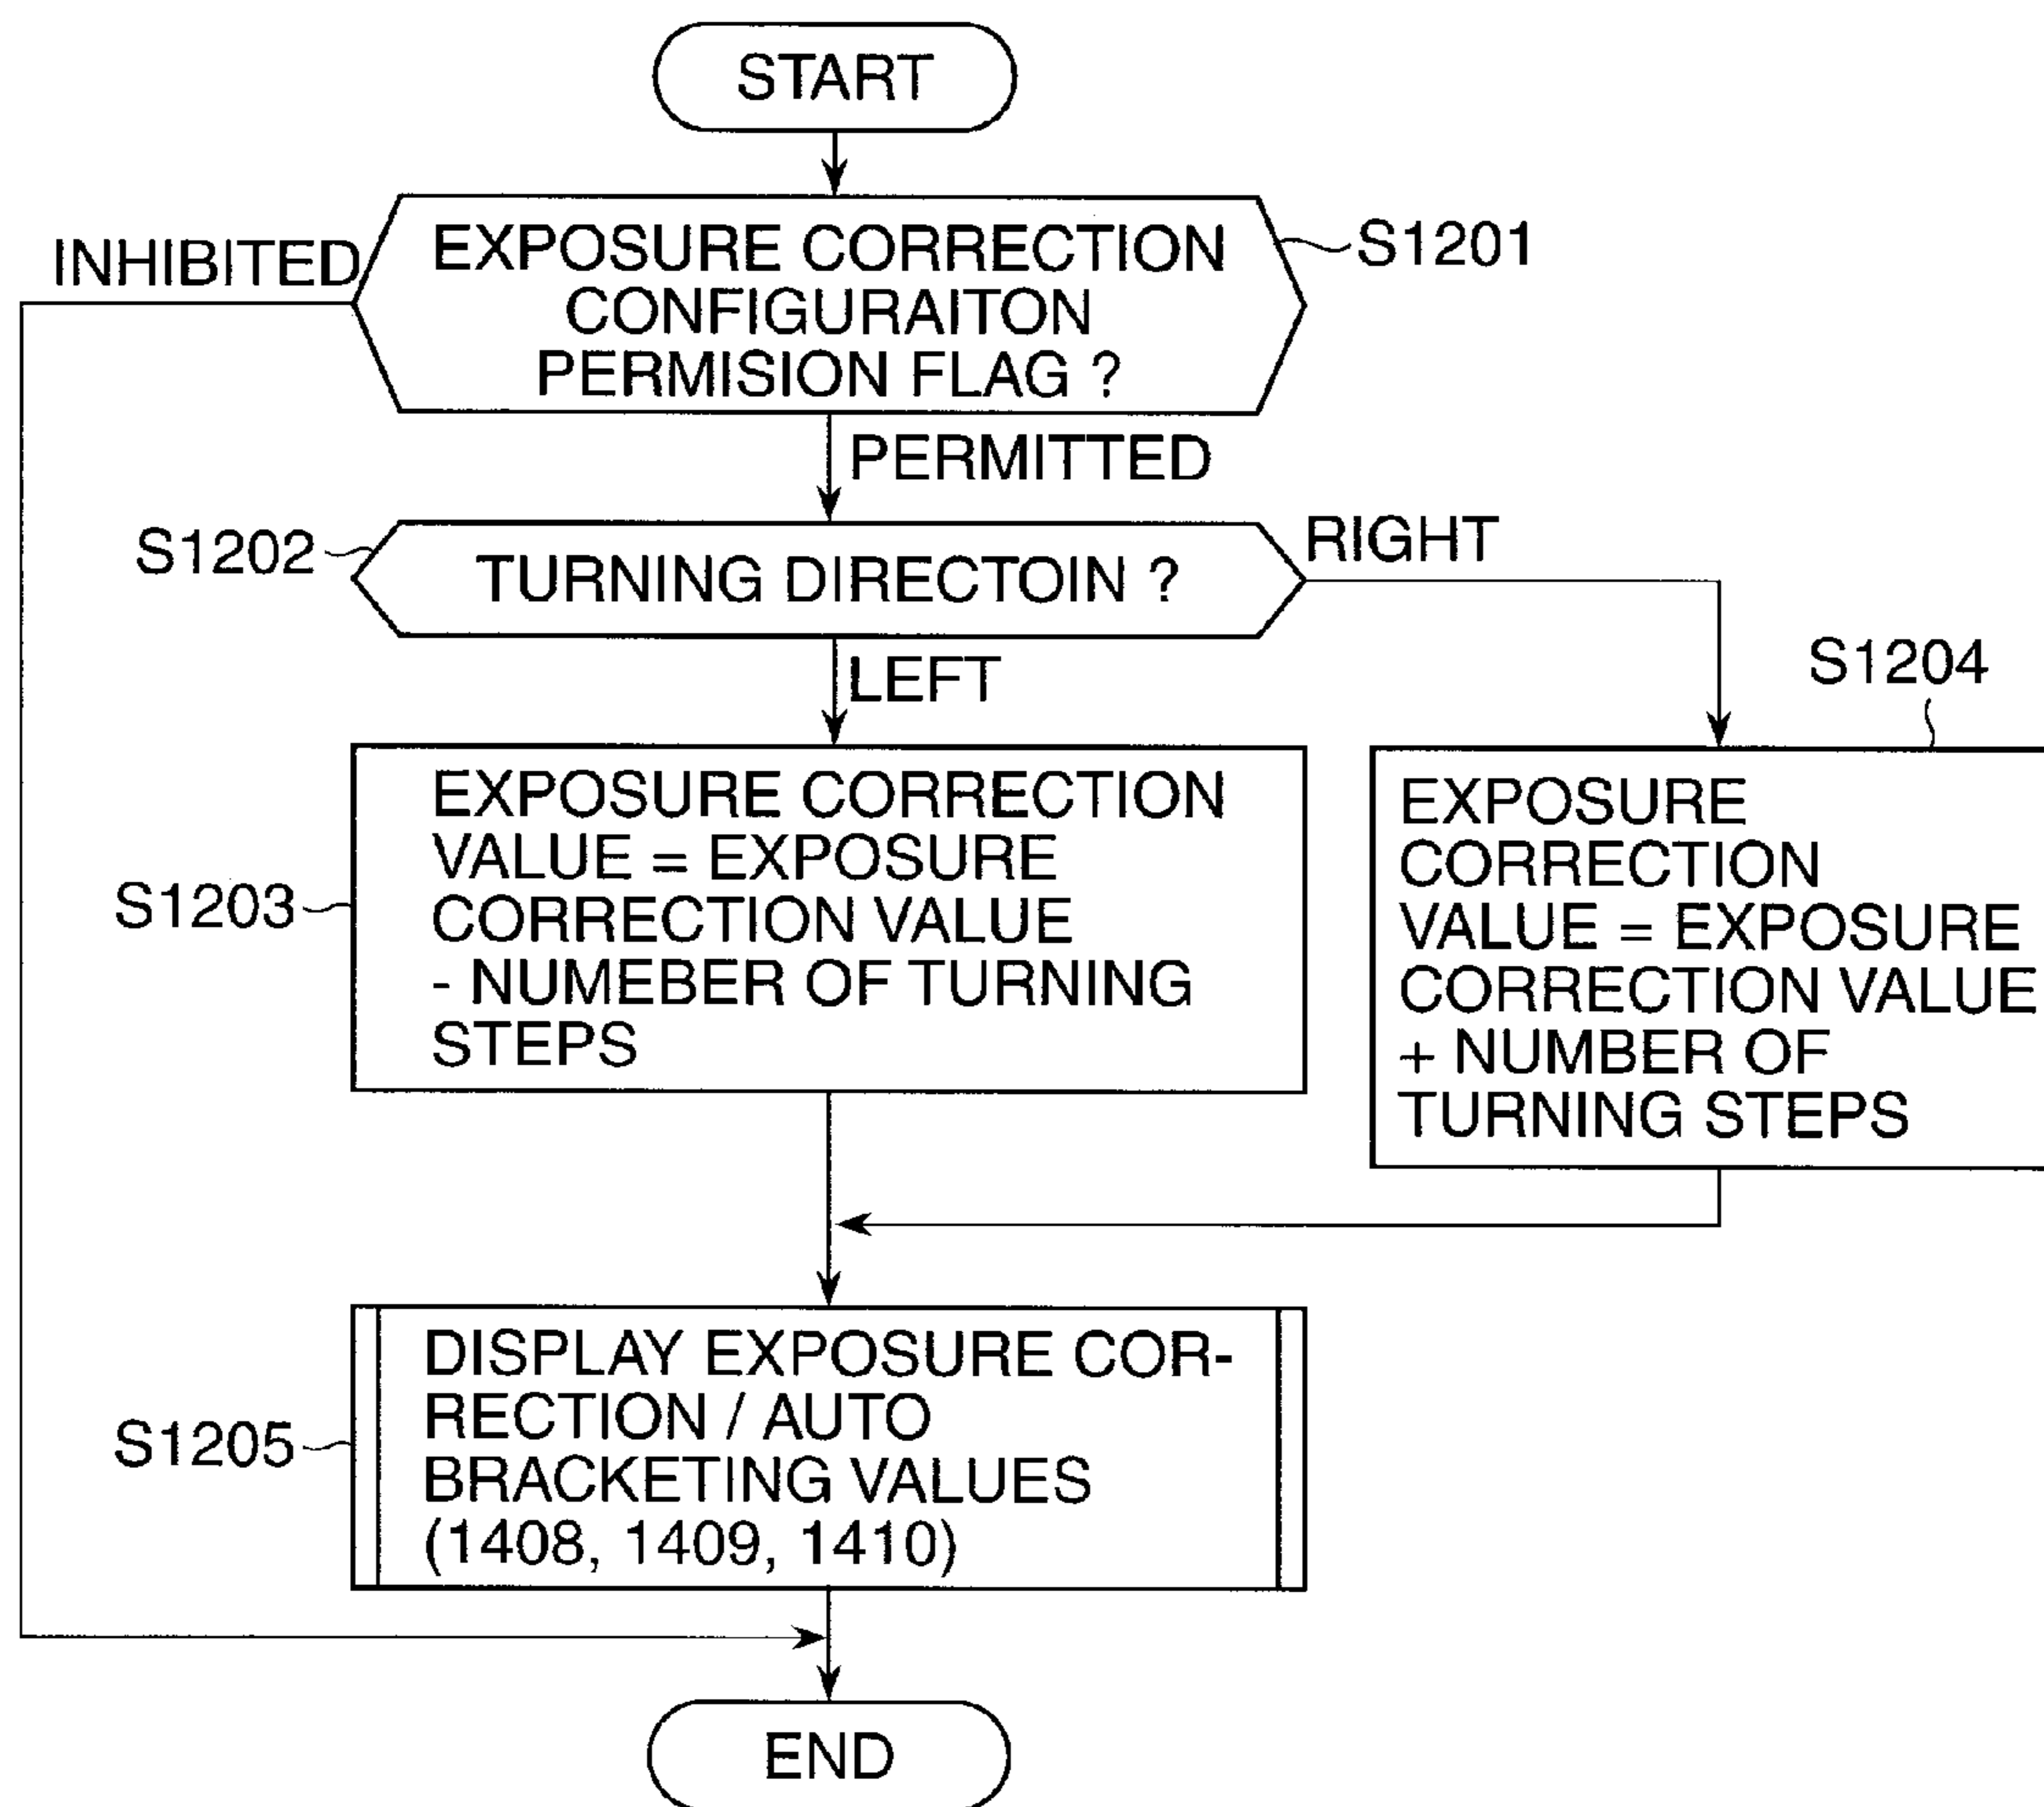 START
INHIBITED
EXPOSURE CORRECTION
CONFIGURAITON
PERMISION FLAG ?
S1201
PERMITTED
S1202
TURNING DIRECTOIN ?
RIGHT
LEFT
S1204
S1203
EXPOSURE CORRECTION
VALUE = EXPOSURE
CORRECTION VALUE
- NUMEBER OF TURNING
STEPS
EXPOSURE
CORRECTION
VALUE = EXPOSURE
CORRECTION VALUE
+ NUMBER OF
TURNING STEPS
S1205
DISPLAY EXPOSURE COR-
RECTION / AUTO
BRACKETING VALUES
(1408, 1409, 1410)
END